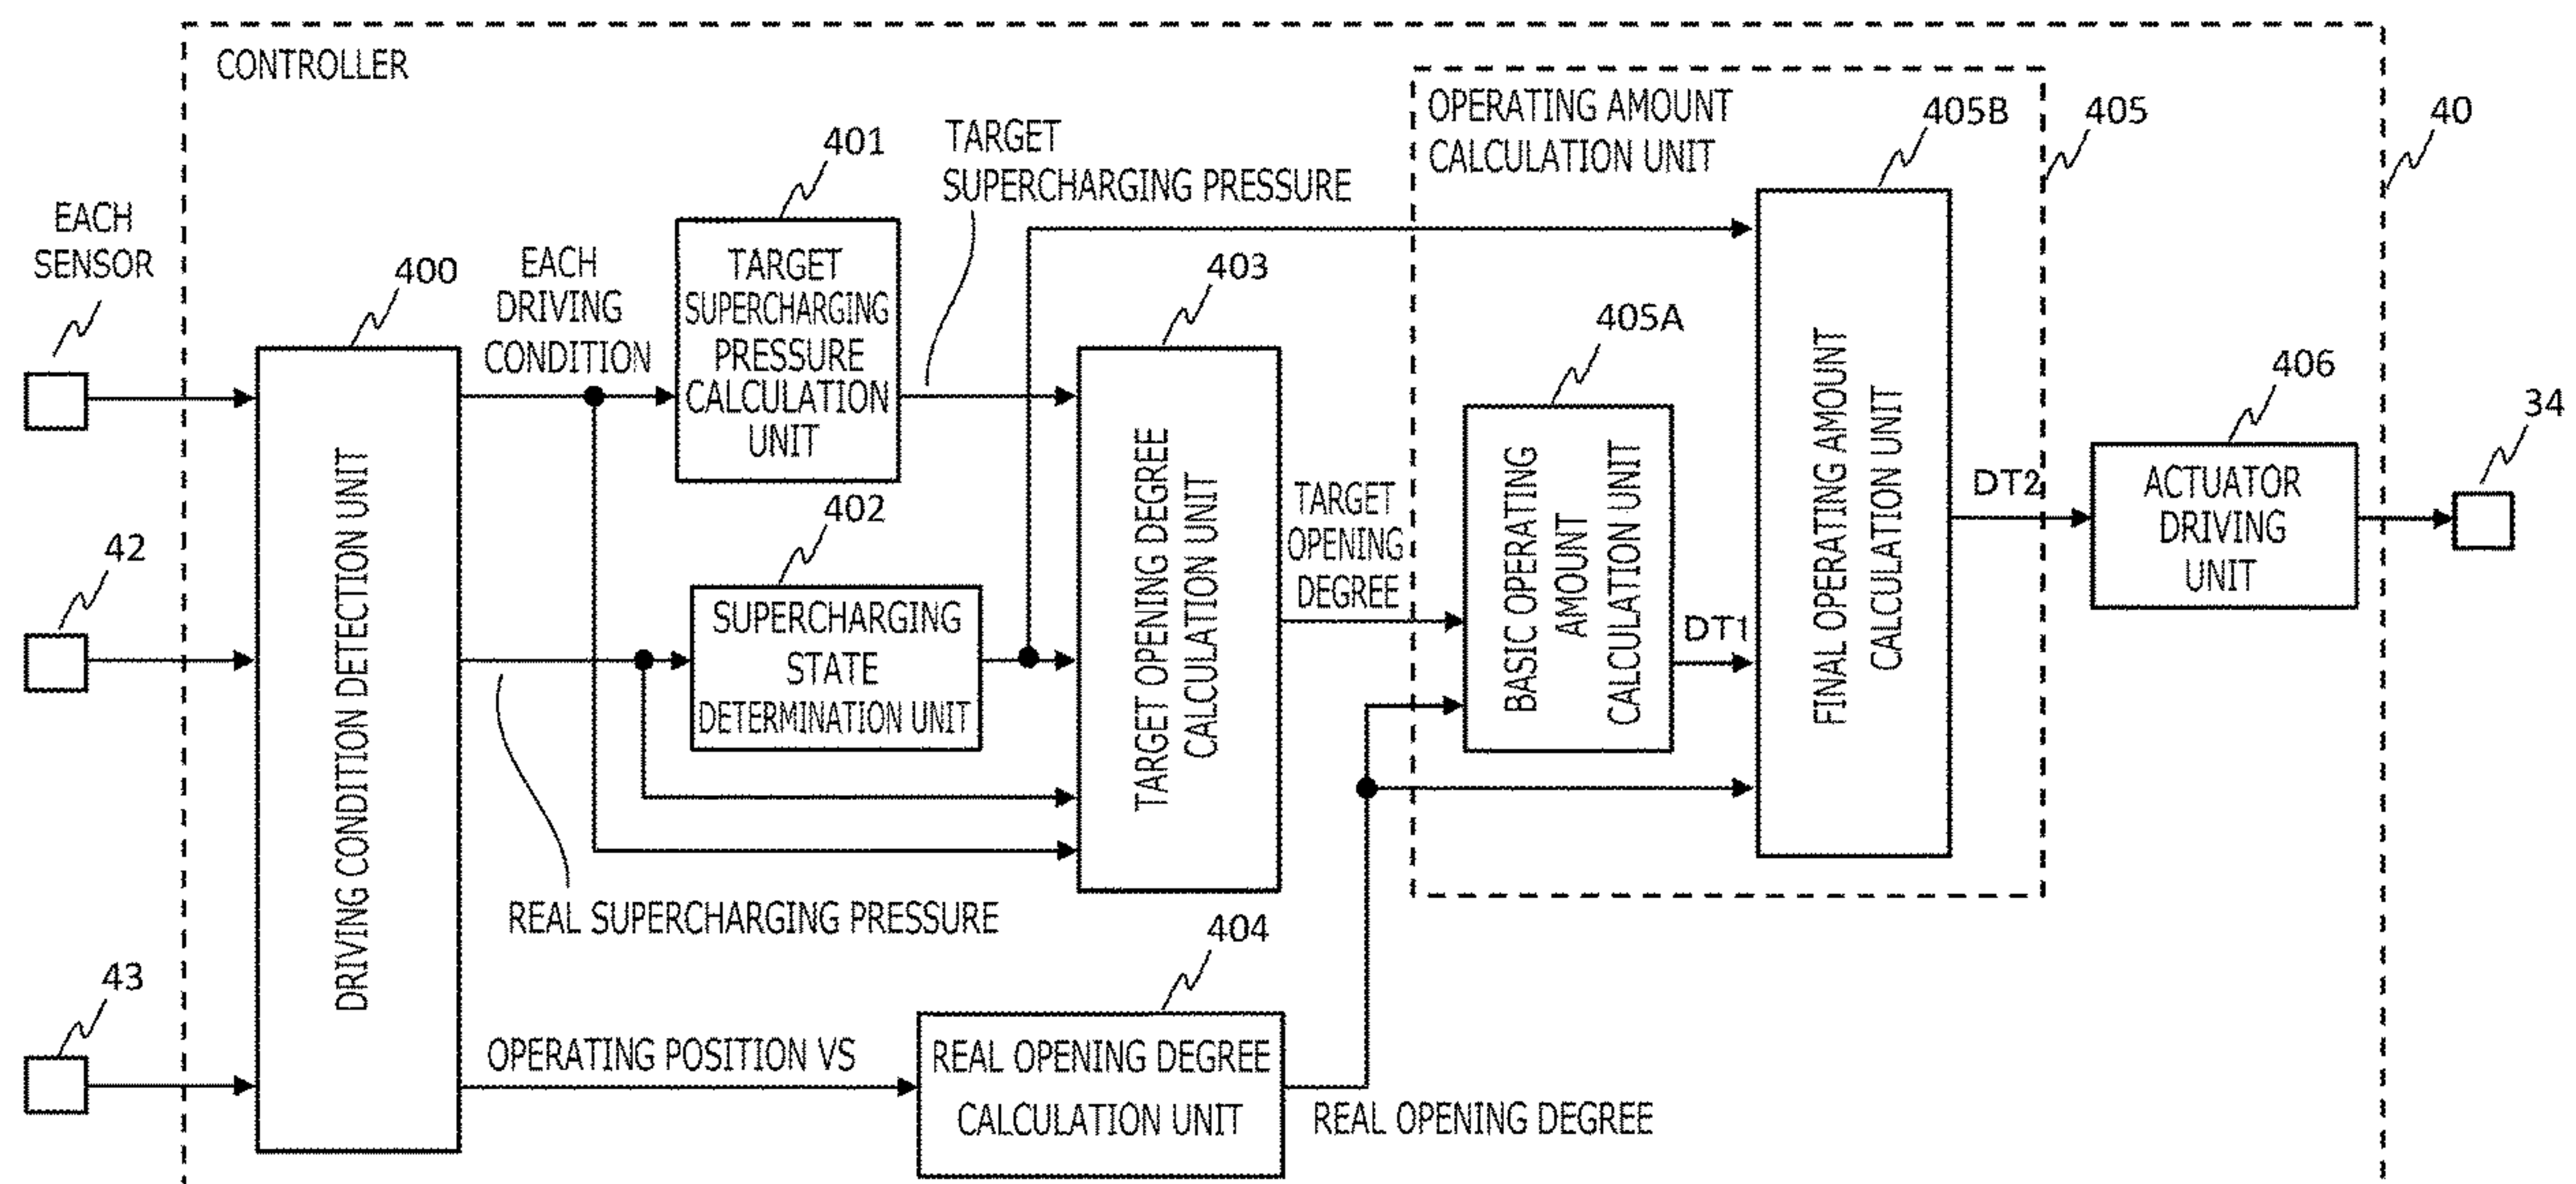 CONTROLLER
OPERATING AMOUNT
CALCULATION UNIT
405B
405
40
401
TARGET
SUPERCHARGING PRESSURE
EACH
SENSOR
400
EACH
DRIVING
CONDITION
TARGET
SUPERCHARGING
PRESSURE
CALCULATION
UNIT
403
405A
406
34
42
402
SUPERCHARGING
STATE
DETERMINATION UNIT
DRIVING CONDITION DETECTION UNIT
TARGET OPENING DEGREE
CALCULATION UNIT
TARGET
OPENING
DEGREE
BASIC OPERATING
AMOUNT
CALCULATION UNIT
DT1
FINAL OPERATING AMOUNT
CALCULATION UNIT
DT2
ACTUATOR
DRIVING
UNIT
REAL SUPERCHARGING PRESSURE
43
404
OPERATING POSITION VS
REAL OPENING DEGREE
CALCULATION UNIT
REAL OPENING DEGREE